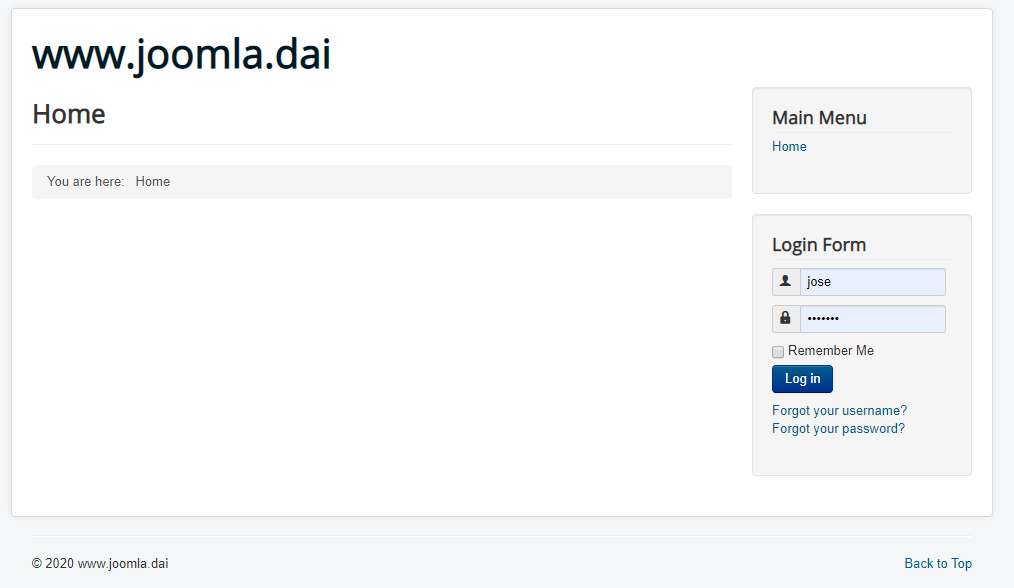 www.joomla.dai
Home
You are here: Home
Main Menu
Home
Login Form
jose
•••••••
Remember Me
Log in
Forgot your username?
Forgot your password?
© 2020 www.joomla.dai
Back to Top